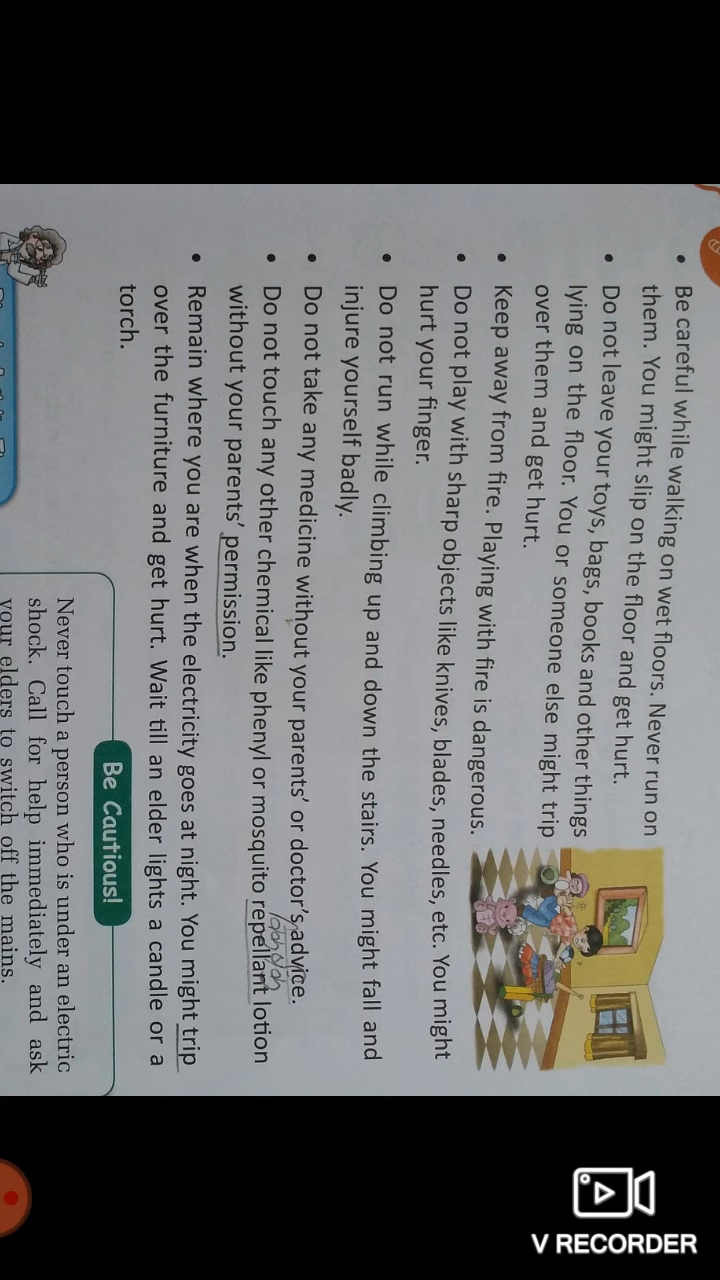 • Be careful while walking on wet floors. Never run on
them. You might slip on the floor and get hurt.
• Do not leave your toys, bags, books and other things
lying on the floor. You or someone else might trip
over them and get hurt.
• Keep away from fire. Playing with fire is dangerous.
• Do not play with sharp objects like knives, blades, needles, etc. You might
hurt your finger.
• Do not run while climbing up and down the stairs. You might fall and
injure yourself badly.
• Do not take any medicine without your parents’ or doctor’s advice.
• Do not touch any other chemical like phenyl or mosquito repellant lotion
without your parents’ permission.
• Remain where you are when the electricity goes at night. You might trip
over the furniture and get hurt. Wait till an elder lights a candle or a
torch.
Be Cautious!
Never touch a person who is under an electric
shock. Call for help immediately and ask
your elders to switch off the mains.
V RECORDER